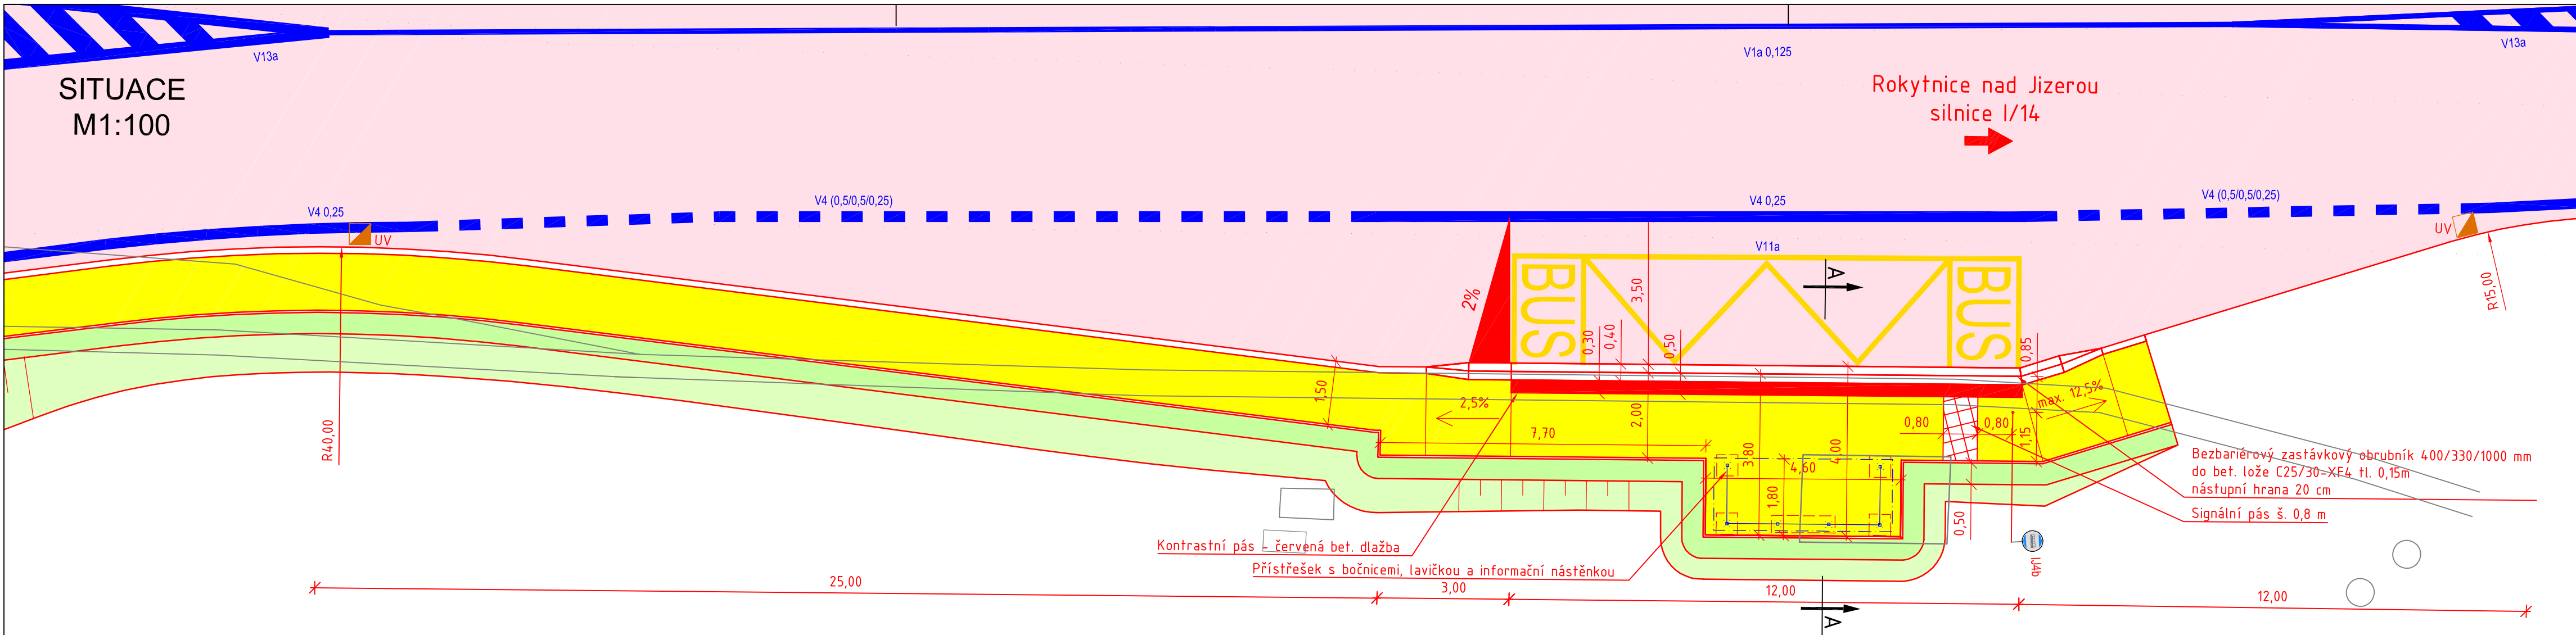 V13a
V1a 0,125
V13a
SITUACE
M1:100
Rokytnice nad Jizerou
silnice I/14
V4 0,25
UV
V4 (0,5/0,5/0,25)
V4 0,25
V4 (0,5/0,5/0,25)
UV
V11a
BUS
BUS
A
2%
3,50
0,30
0,40
0,50
0,85
R15,00
R40,00
1,50
2,5%
2,00
7,70
3,80
4,60
4,00
1,80
0,80
0,80
1,15
max. 12,5%
0,50
Bezbariérový zastávkový obrubník 400/330/1000 mm
do bet. lože C25/30-XF4 tl. 0,15m
nástupní hrana 20 cm
Signální pás š. 0,8 m
Kontrastní pás - červená bet. dlažba
Přístřešek s bočnicemi, lavičkou a informační nástěnkou
IJ4b
25,00
3,00
12,00
12,00
A